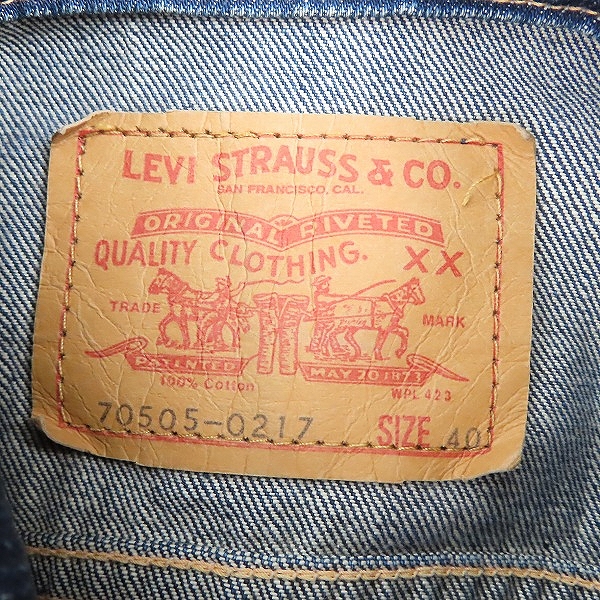 LEVI STRAUSS & CO.
SAN FRANCISCO, CAL.
ORIGINAL RIVETED
QUALITY CLOTHING. XX
TRADE MARK
PATENTED MAY 20 1873
100% Cotton WPL 423
70505-0217 SIZE 40